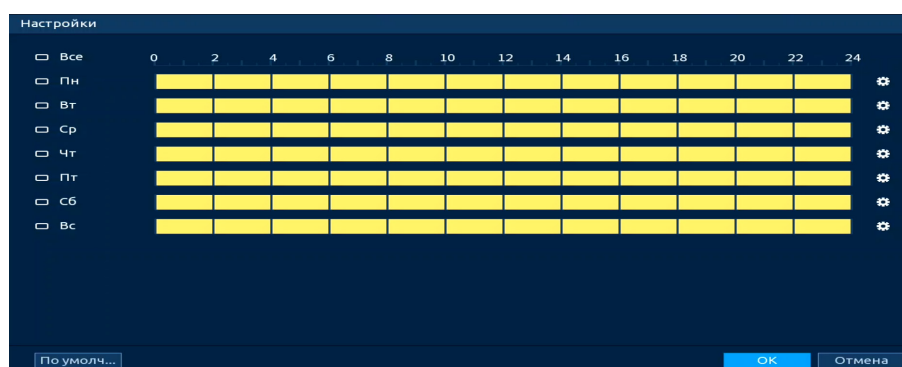 Настройки
Все 0 2 4 6 8 10 12 14 16 18 20 22 24
Пн
Вт
Ср
Чт
Пт
Сб
Вс
По умолч... OK Отмена